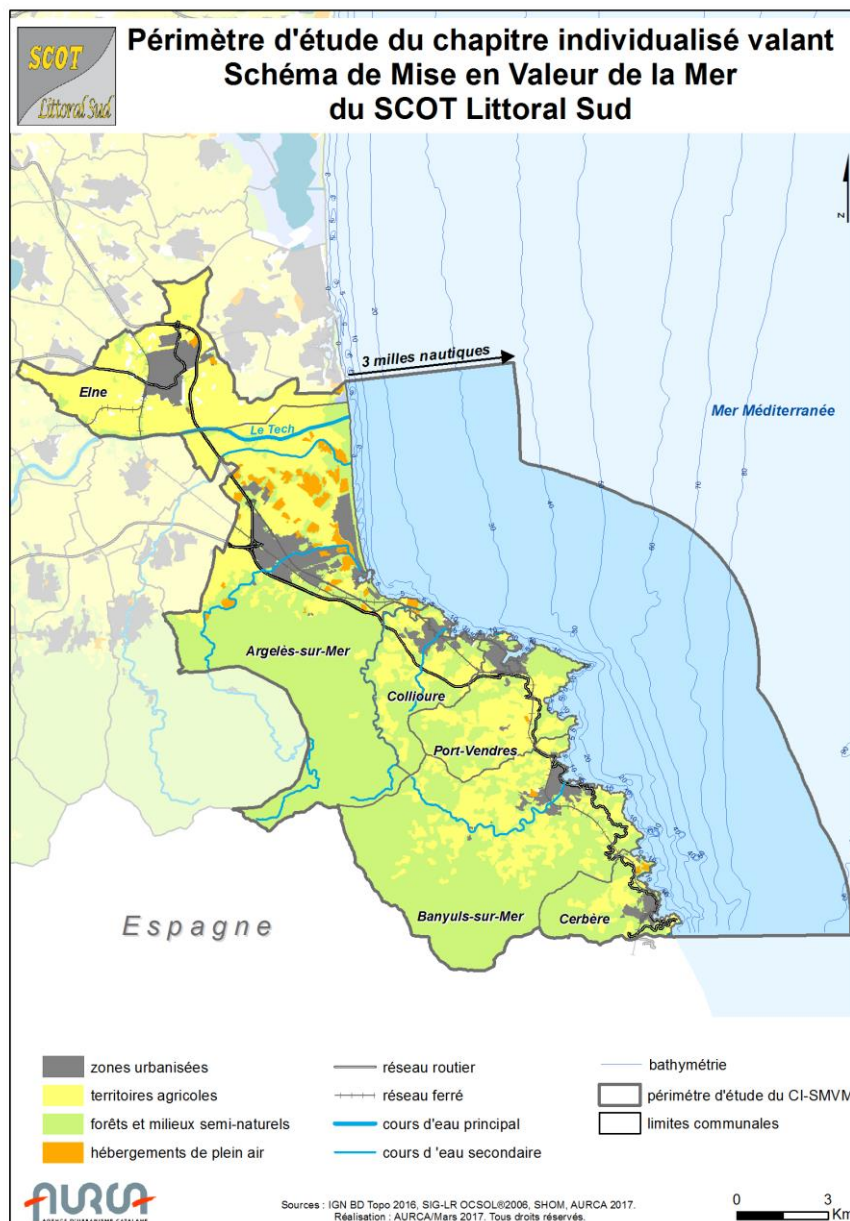 SCOT
Littoral Sud
Périmètre d'étude du chapitre individualisé valant
Schéma de Mise en Valeur de la Mer
du SCOT Littoral Sud
N
3 milles nautiques
Elne
Mer Méditerranée
Le Tech
Argelès-sur-Mer
Collioure
Port-Vendres
Banyuls-sur-Mer
Cerbère
Espagne
zones urbanisées
territoires agricoles
forêts et milieux semi-naturels
hébergements de plein air
réseau routier
réseau ferré
cours d'eau principal
cours d 'eau secondaire
bathymétrie
périmétre d'étude du CI-SMVM
limites communales
AURCA
AGENCE D'URBANISME CATALANE
Sources : IGN BD Topo 2016, SIG-LR OCSOL®2006, SHOM, AURCA 2017.
Réalisation : AURCA/Mars 2017. Tous droits réservés.
0 3
Km